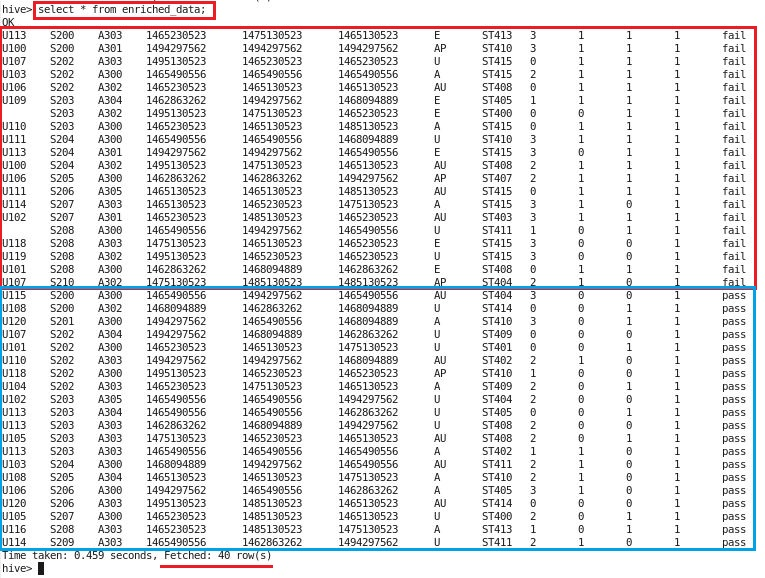 hive> select * from enriched_data;
OK
U113 S200 A303 1465230523 1475130523 1465130523 E ST413 3 1 1 1 fail
U100 S200 A301 1494297562 1494297562 1494297562 AP ST410 3 1 1 1 fail
U107 S202 A303 1495130523 1465230523 1465230523 U ST415 0 1 1 1 fail
U103 S202 A300 1465490556 1465490556 1465490556 A ST415 2 1 1 1 fail
U106 S202 A302 1465230523 1465130523 1465230523 AU ST408 0 1 1 1 fail
U109 S203 A304 1462863262 1494297562 1468094889 E ST405 1 1 1 1 fail
S203 A302 1495130523 1475130523 1465230523 E ST400 0 0 1 1 fail
U110 S203 A300 1465230523 1465130523 1485130523 A ST415 0 1 1 1 fail
U111 S204 A300 1465490556 1465490556 1468094889 U ST410 3 1 1 1 fail
U113 S204 A301 1494297562 1494297562 1465490556 E ST415 3 0 1 1 fail
U100 S204 A302 1495130523 1475130523 1465130523 AU ST408 2 1 1 1 fail
U106 S205 A300 1462863262 1462863262 1494297562 AP ST407 2 1 1 1 fail
U111 S206 A305 1465130523 1465130523 1485130523 AU ST415 0 1 1 1 fail
U114 S207 A303 1465130523 1465230523 1475130523 A ST415 3 1 0 1 fail
U102 S207 A301 1465230523 1485130523 1465230523 AU ST403 3 1 1 1 fail
S208 A300 1465490556 1494297562 1465490556 U ST411 1 0 1 1 fail
U118 S208 A303 1475130523 1465130523 1465230523 E ST415 3 0 0 1 fail
U119 S208 A302 1495130523 1465230523 1465230523 U ST415 3 0 0 1 fail
U101 S208 A300 1462863262 1468094889 1462863262 E ST408 0 1 1 1 fail
U107 S210 A302 1475130523 1485130523 1485130523 AP ST404 2 1 0 1 fail
U115 S200 A300 1465490556 1494297562 1465490556 AU ST404 3 0 0 1 pass
U108 S200 A302 1468094889 1462863262 1468094889 U ST414 0 0 1 1 pass
U120 S201 A300 1494297562 1465490556 1468094889 A ST410 3 0 1 1 pass
U107 S202 A304 1494297562 1468094889 1462863262 U ST409 0 0 0 1 pass
U101 S202 A300 1465230523 1465130523 1475130523 U ST401 0 0 1 1 pass
U110 S202 A303 1494297562 1494297562 1468094889 AU ST402 2 1 0 1 pass
U118 S202 A300 1495130523 1465230523 1465230523 AP ST410 1 0 0 1 pass
U104 S202 A303 1465230523 1475130523 1465130523 A ST409 2 0 1 1 pass
U102 S203 A305 1465490556 1465490556 1494297562 U ST404 2 0 0 1 pass
U113 S203 A304 1465490556 1465490556 1462863262 U ST405 0 0 1 1 pass
U113 S203 A303 1462863268 1468094889 1494297562 U ST408 2 0 0 1 pass
U105 S203 A303 1475130523 1465230523 1465130523 AU ST408 2 0 1 1 pass
U113 S203 A303 1465490556 1465490556 1465490556 A ST402 1 1 0 1 pass
U103 S204 A300 1468094889 1494297562 1465490556 AU ST411 2 1 0 1 pass
U108 S205 A304 1465130523 1465130523 1475130523 A ST410 2 1 0 1 pass
U106 S206 A300 1494297562 1465490556 1462863262 A ST405 3 1 0 1 pass
U120 S206 A303 1495130523 1485130523 1465130523 AU ST414 0 0 0 1 pass
U105 S207 A300 1465230523 1485130523 1465130523 U ST400 2 0 1 1 pass
U116 S208 A303 1465230523 1485130523 1475130523 A ST413 1 0 1 1 pass
U114 S209 A303 1465490556 1462863262 1494297562 U ST411 2 1 0 1 pass
Time taken: 0.459 seconds, Fetched: 40 row(s)
hive>